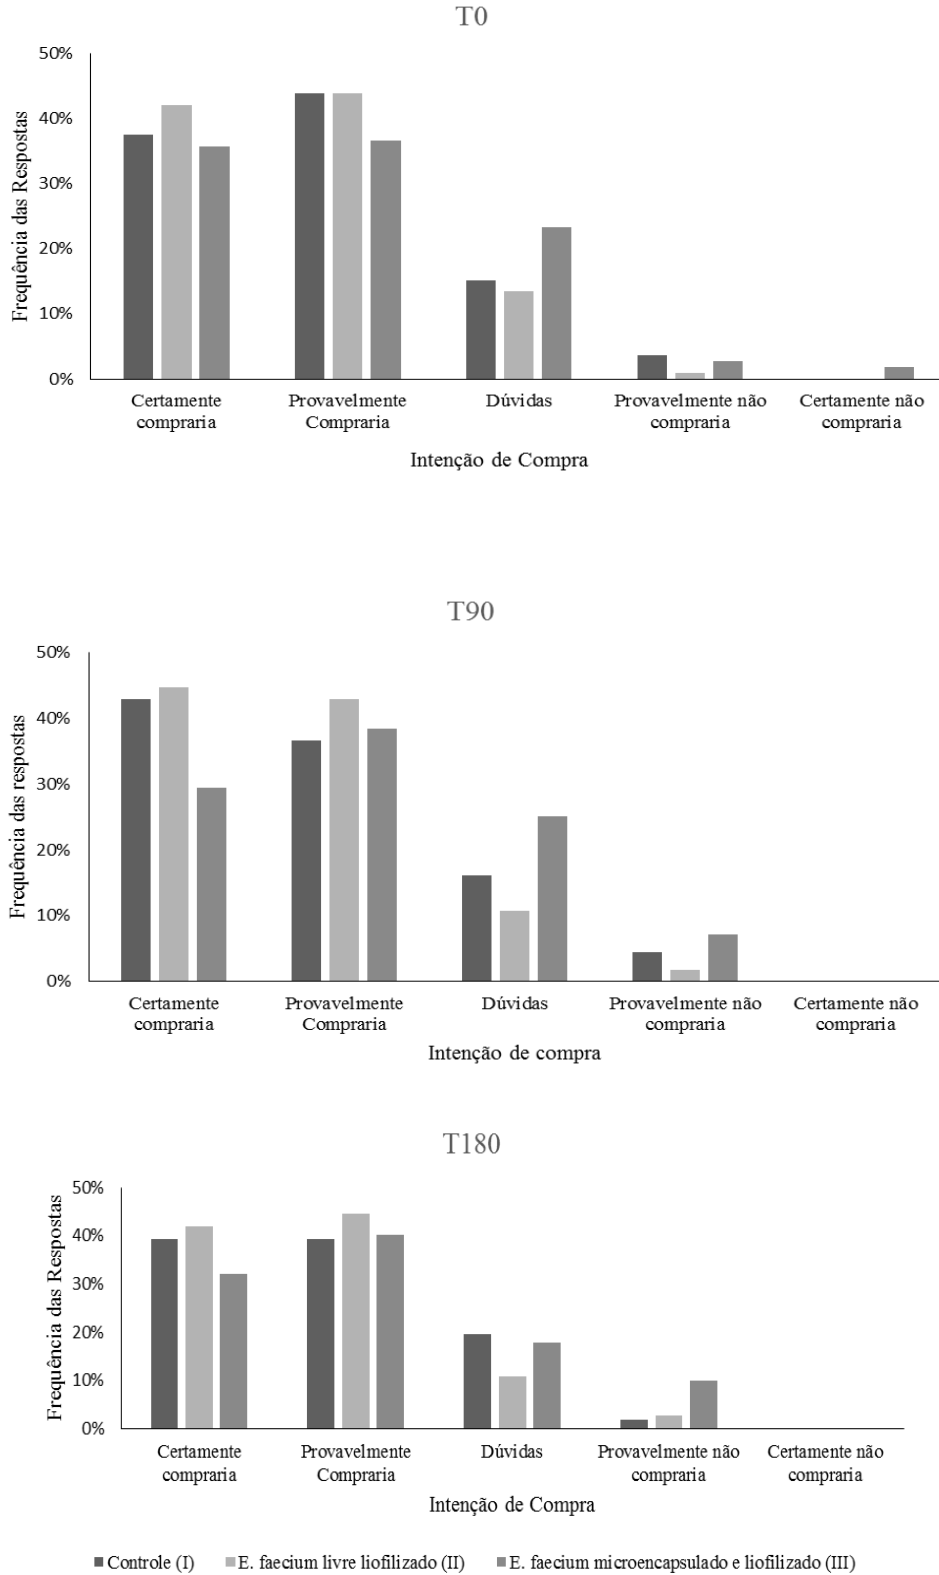 T0
Frequência das Respostas
50%
40%
30%
20%
10%
0%
Certamente compraria
Provavelmente Compraria
Dúvidas
Provavelmente não compraria
Certamente não compraria
Intenção de Compra
T90
Frequência das respostas
50%
40%
30%
20%
10%
0%
Certamente compraria
Provavelmente Compraria
Dúvidas
Provavelmente não compraria
Certamente não compraria
Intenção de compra
T180
Frequência das Respostas
50%
40%
30%
20%
10%
0%
Certamente compraria
Provavelmente Compraria
Dúvidas
Provavelmente não compraria
Certamente não compraria
Intenção de Compra
Controle (I)
E. faecium livre liofilizado (II)
E. faecium microencapsulado e liofilizado (III)